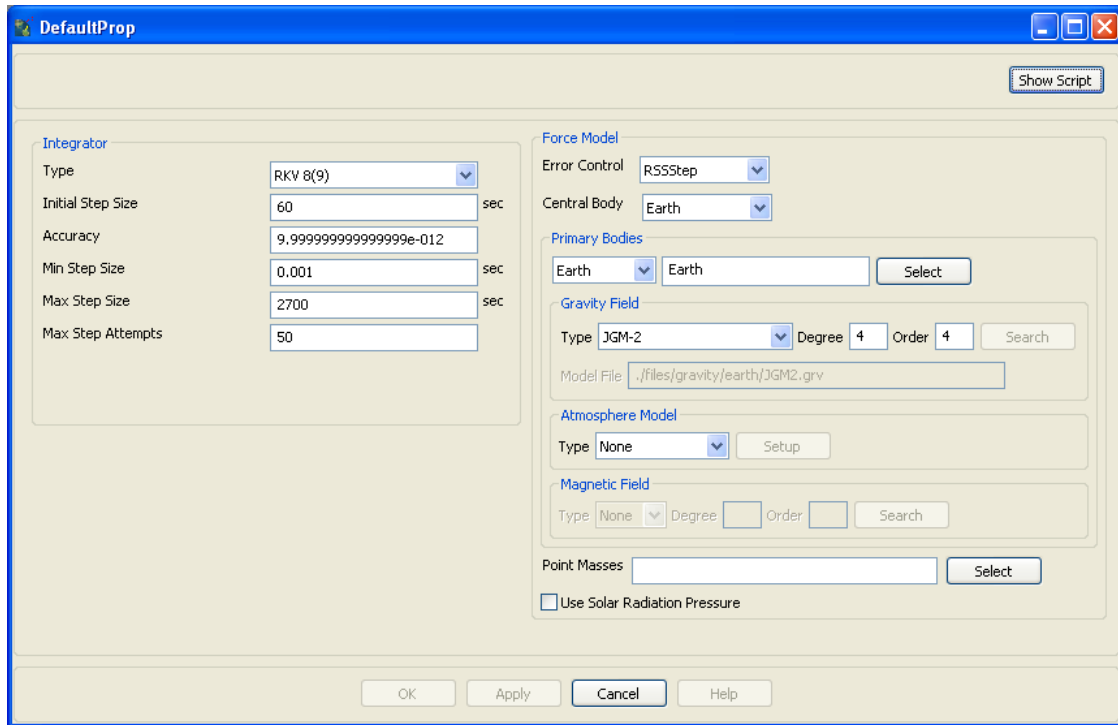 DefaultProp
Show Script
Integrator
Type RKV 8(9)
Initial Step Size 60 sec
Accuracy 9.999999999999999e-012
Min Step Size 0.001 sec
Max Step Size 2700 sec
Max Step Attempts 50
Force Model
Error Control RSSStep
Central Body Earth
Primary Bodies
Earth Earth Select
Gravity Field
Type JGM-2 Degree 4 Order 4 Search
Model File ./files/gravity/earth/JGM2.grv
Atmosphere Model
Type None Setup
Magnetic Field
Type None Degree Order Search
Point Masses Select
Use Solar Radiation Pressure
OK Apply Cancel Help